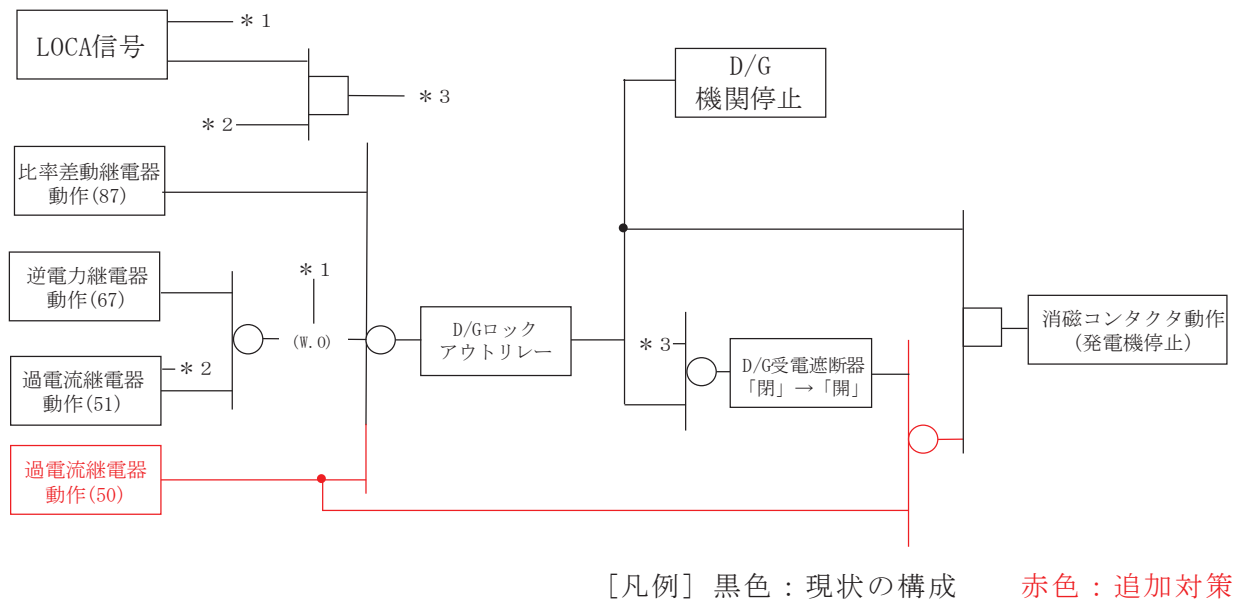 LOCA信号
＊1
＊3
＊2
D/G
機関停止
比率差動継電器
動作(87)
逆電力継電器
動作(67)
＊1
(W.O)
過電流継電器
動作(51)
＊2
D/Gロック
アウトリレー
＊3
D/G受電遮断器
「閉」→「開」
消磁コンタクタ動作
(発電機停止)
過電流継電器
動作(50)
[凡例] 黒色：現状の構成 赤色：追加対策